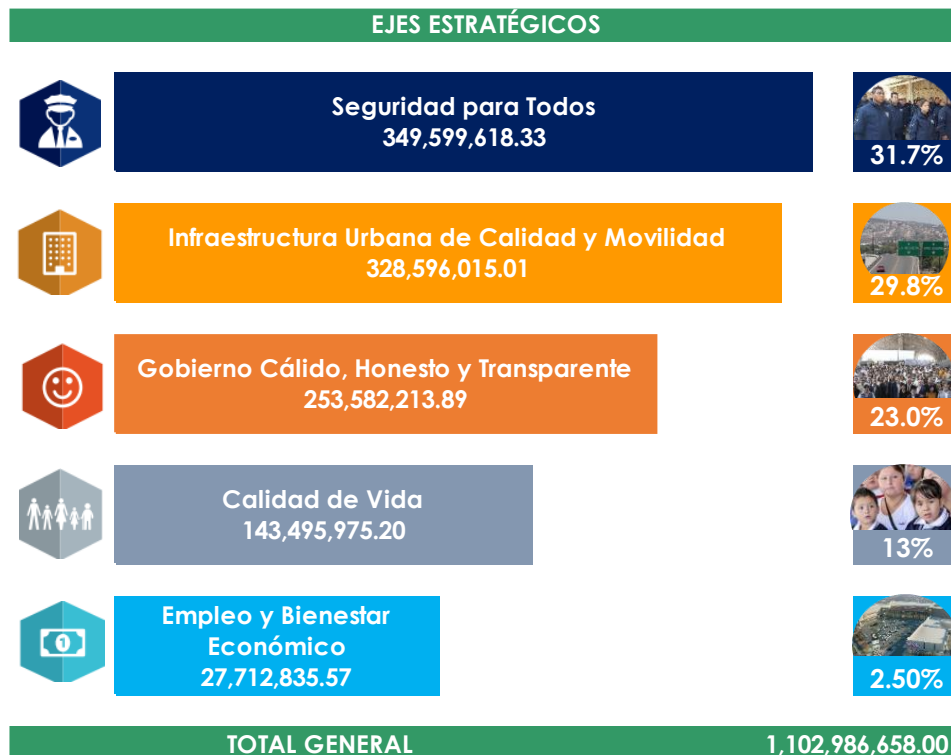 EJES ESTRATÉGICOS
Seguridad para Todos
349,599,618.33
31.7%
Infraestructura Urbana de Calidad y Movilidad
328,596,015.01
29.8%
Gobierno Cálido, Honesto y Transparente
253,582,213.89
23.0%
Calidad de Vida
143,495,975.20
13%
Empleo y Bienestar
Económico
27,712,835.57
2.50%
TOTAL GENERAL 1,102,986,658.00